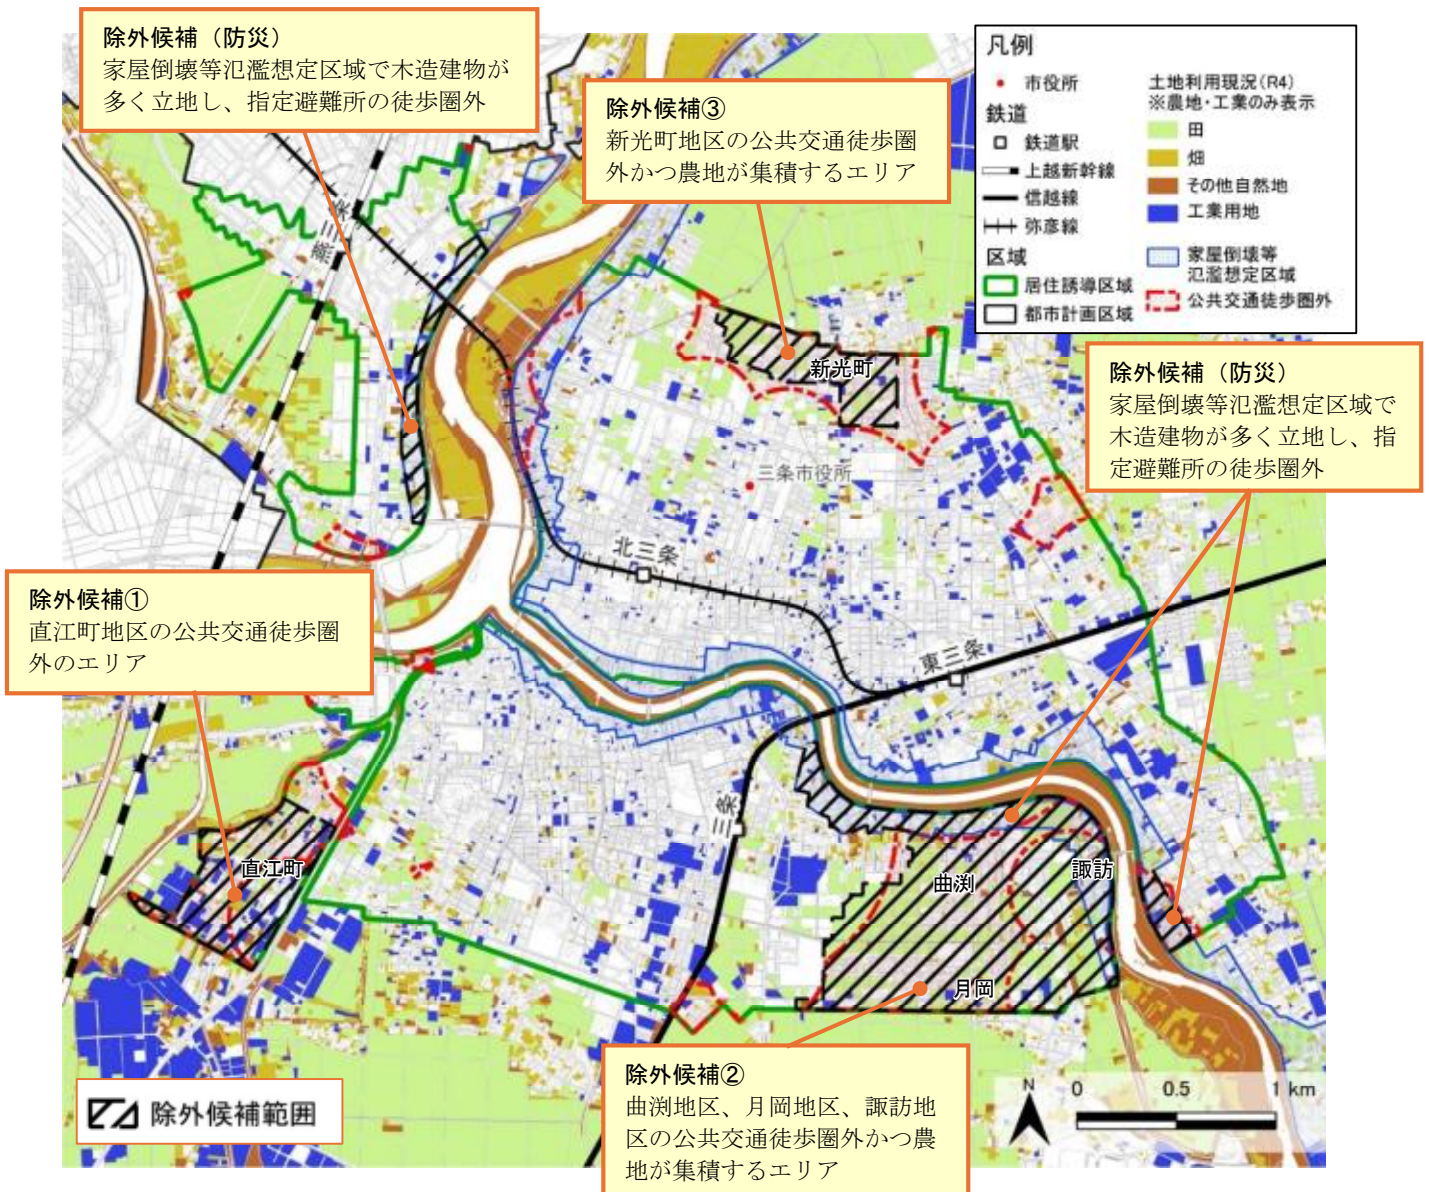 除外候補（防災）
家屋倒壊等氾濫想定区域で木造建物が
多く立地し、指定避難所の徒歩圏外
除外候補③
新光町地区の公共交通徒歩圏
外かつ農地が集積するエリア
凡例
市役所
鉄道
鉄道駅
上越新幹線
信越線
弥彦線
区域
居住誘導区域
都市計画区域
土地利用現況(R4)
※農地・工業のみ表示
田
畑
その他自然地
工業用地
家屋倒壊等
氾濫想定区域
公共交通徒歩圏外
燕三条
新光町
除外候補（防災）
家屋倒壊等氾濫想定区域で
木造建物が多く立地し、指
定避難所の徒歩圏外
三条市役所
北三条
除外候補①
直江町地区の公共交通徒歩圏
外のエリア
東三条
三条
直江町
曲渕
諏訪
月岡
除外候補②
曲渕地区、月岡地区、諏訪地
区の公共交通徒歩圏外かつ農
地が集積するエリア
除外候補範囲
N
0 0.5 1 km